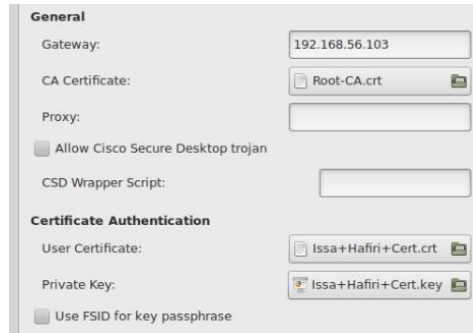 General
Gateway: 192.168.56.103
CA Certificate: Root-CA.crt
Proxy:
Allow Cisco Secure Desktop trojan
CSD Wrapper Script:
Certificate Authentication
User Certificate: Issa+Hafiri+Cert.crt
Private Key: Issa+Hafiri+Cert.key
Use FSID for key passphrase